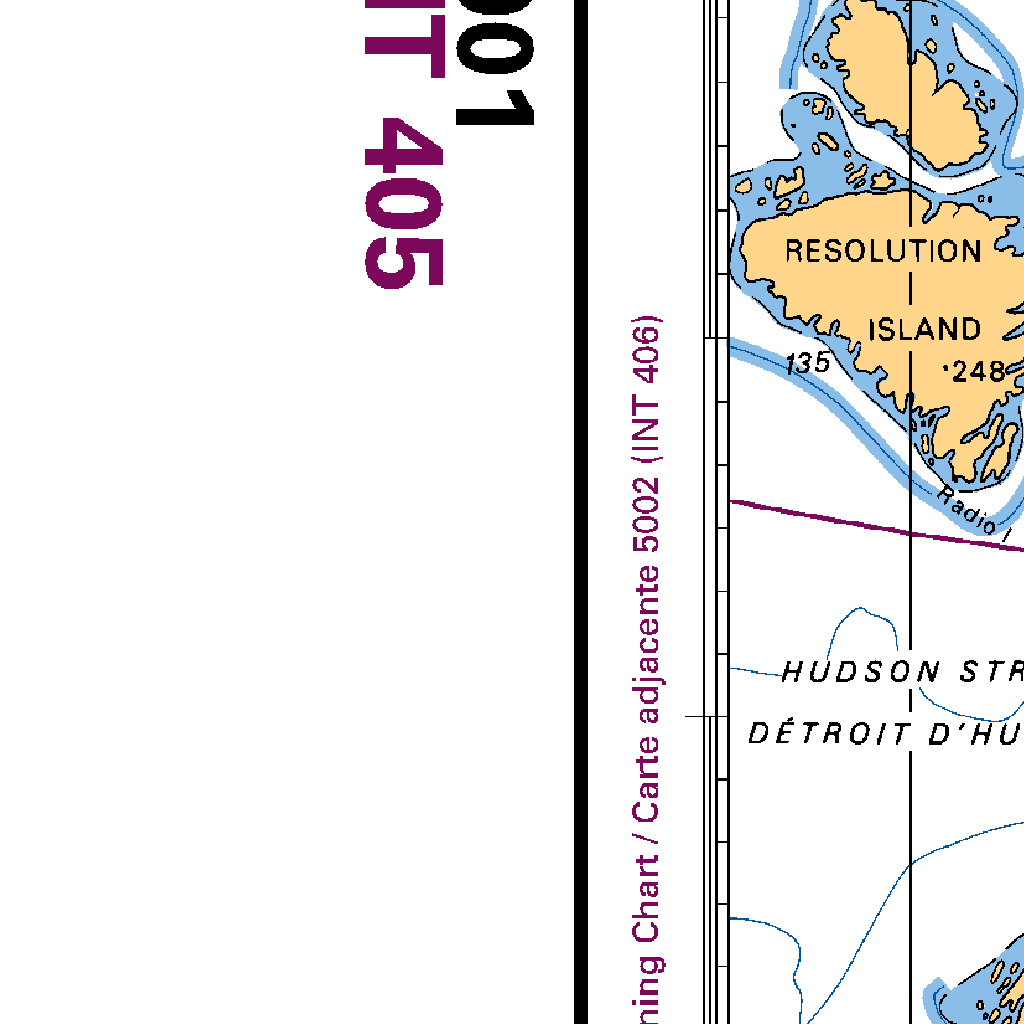 001
INT 405
ning Chart / Carte adjacente 5002 (INT 406)
RESOLUTION
ISLAND
135
248
Radio
HUDSON STR
DÉTROIT D'HU